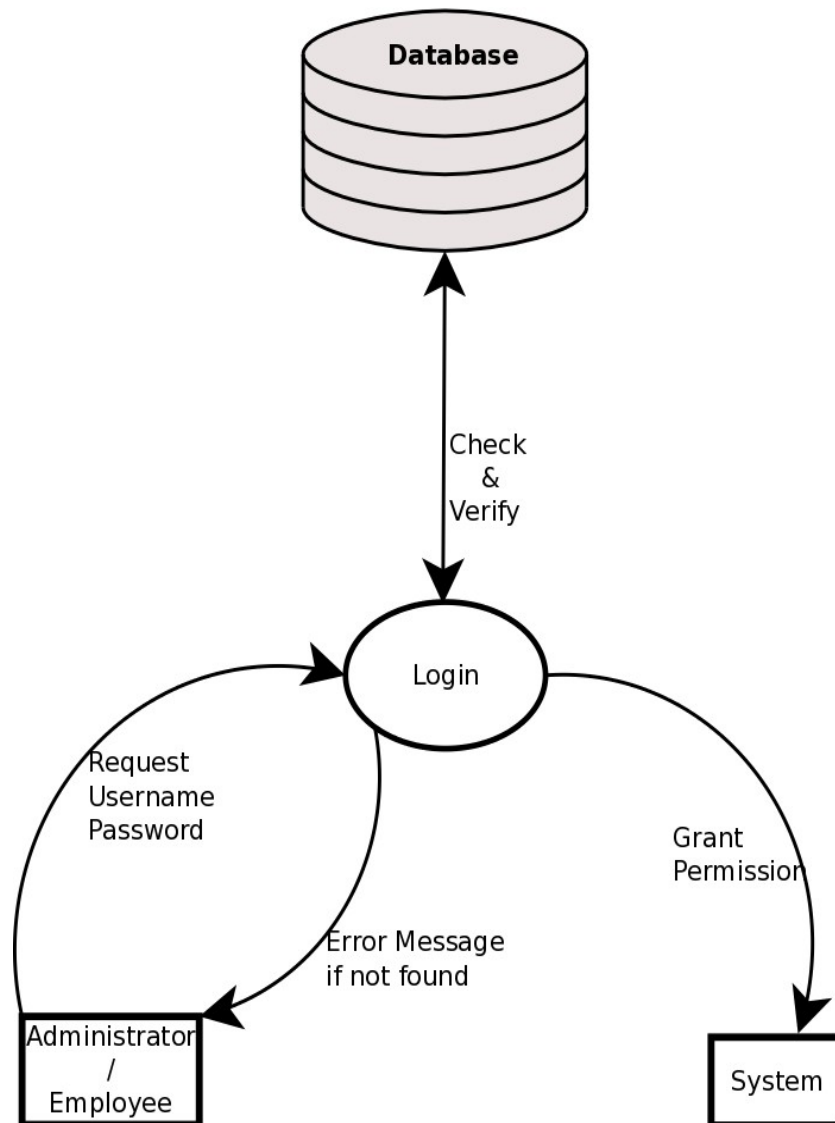 Database
Check
&
Verify
Login
Request
Username
Password
Grant
Permission
Error Message
if not found
Administrator
/
Employee
System